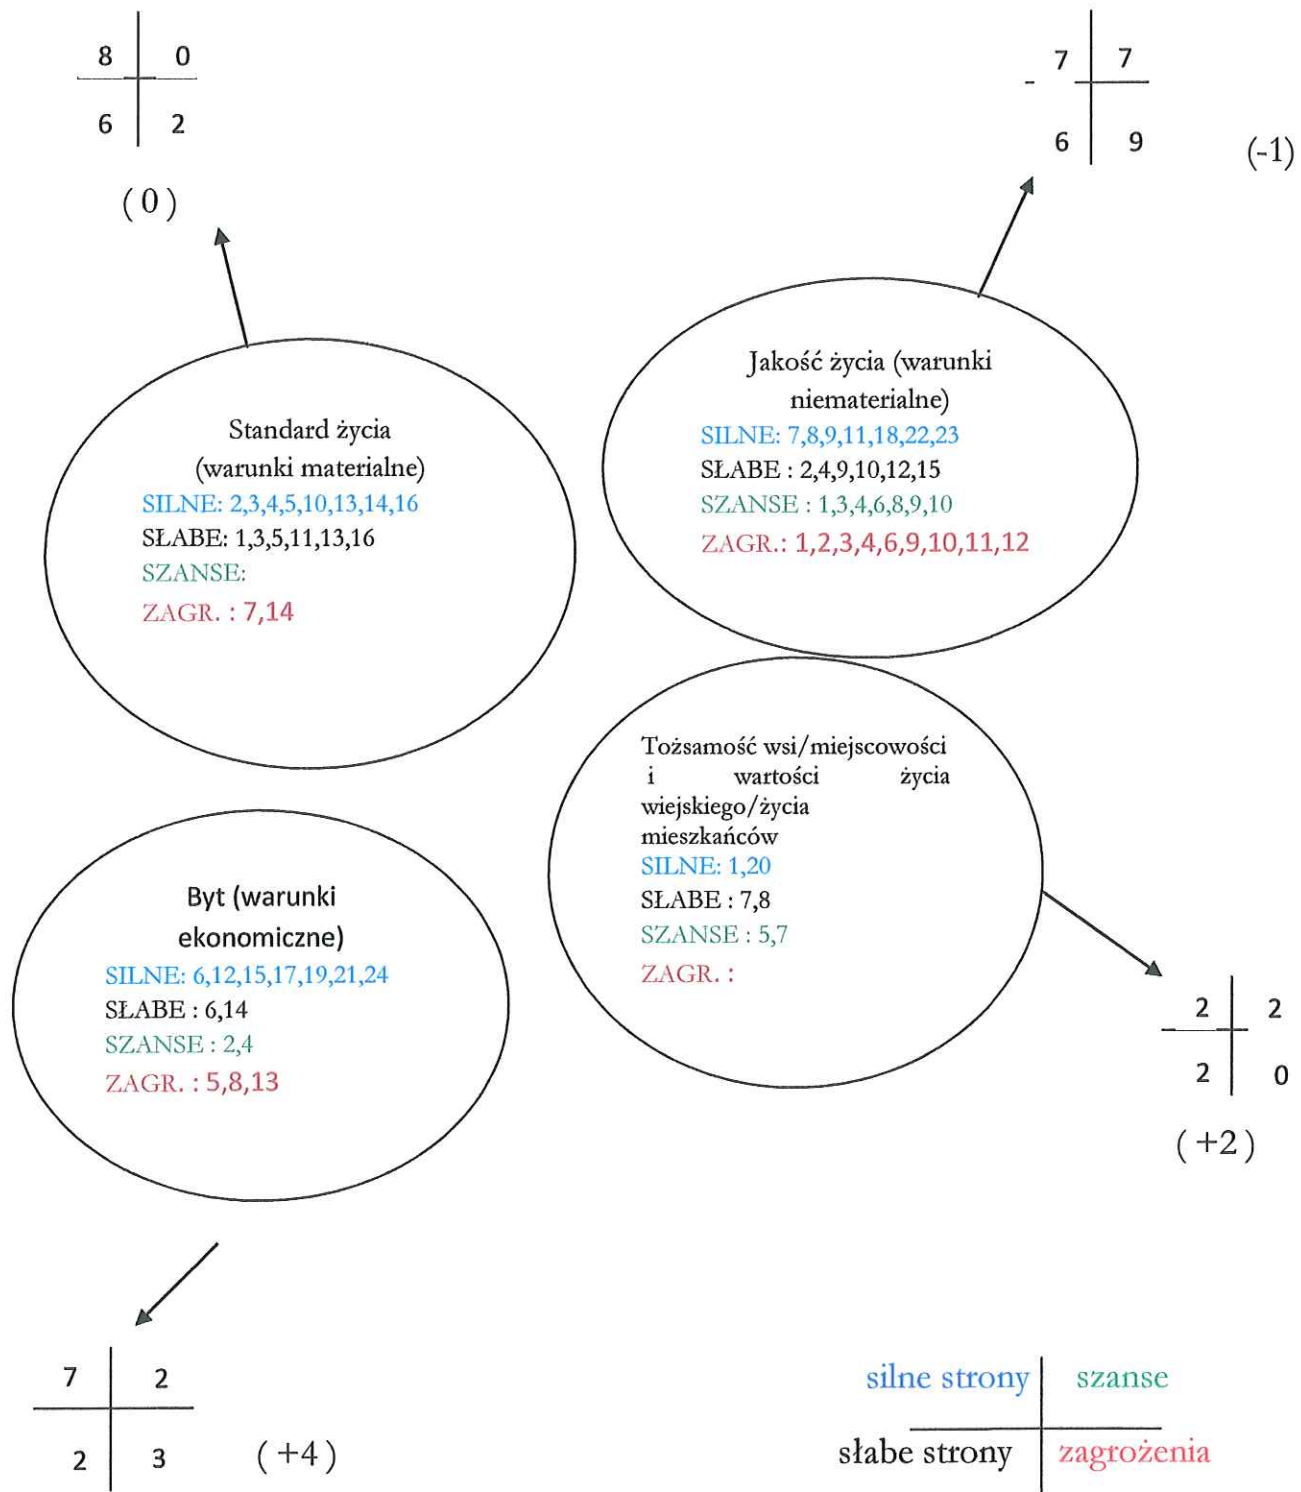 8 0
6 2
( 0 )
- 7 7
6 9
(-1)
Standard życia
(warunki materialne)
SILNE: 2,3,4,5,10,13,14,16
SŁABE: 1,3,5,11,13,16
SZANSE:
ZAGR. : 7,14
Jakość życia (warunki
niematerialne)
SILNE: 7,8,9,11,18,22,23
SŁABE : 2,4,9,10,12,15
SZANSE : 1,3,4,6,8,9,10
ZAGR.: 1,2,3,4,6,9,10,11,12
Tożsamość wsi/miejscowości
i wartości życia
wiejskiego/życia
mieszkańców
SILNE: 1,20
SŁABE : 7,8
SZANSE : 5,7
ZAGR. :
Byt (warunki
ekonomiczne)
SILNE: 6,12,15,17,19,21,24
SŁABE : 6,14
SZANSE : 2,4
ZAGR. : 5,8,13
2 2
2 0
( +2 )
7 2
2 3
( +4)
silne strony szanse
słabe strony zagrożenia